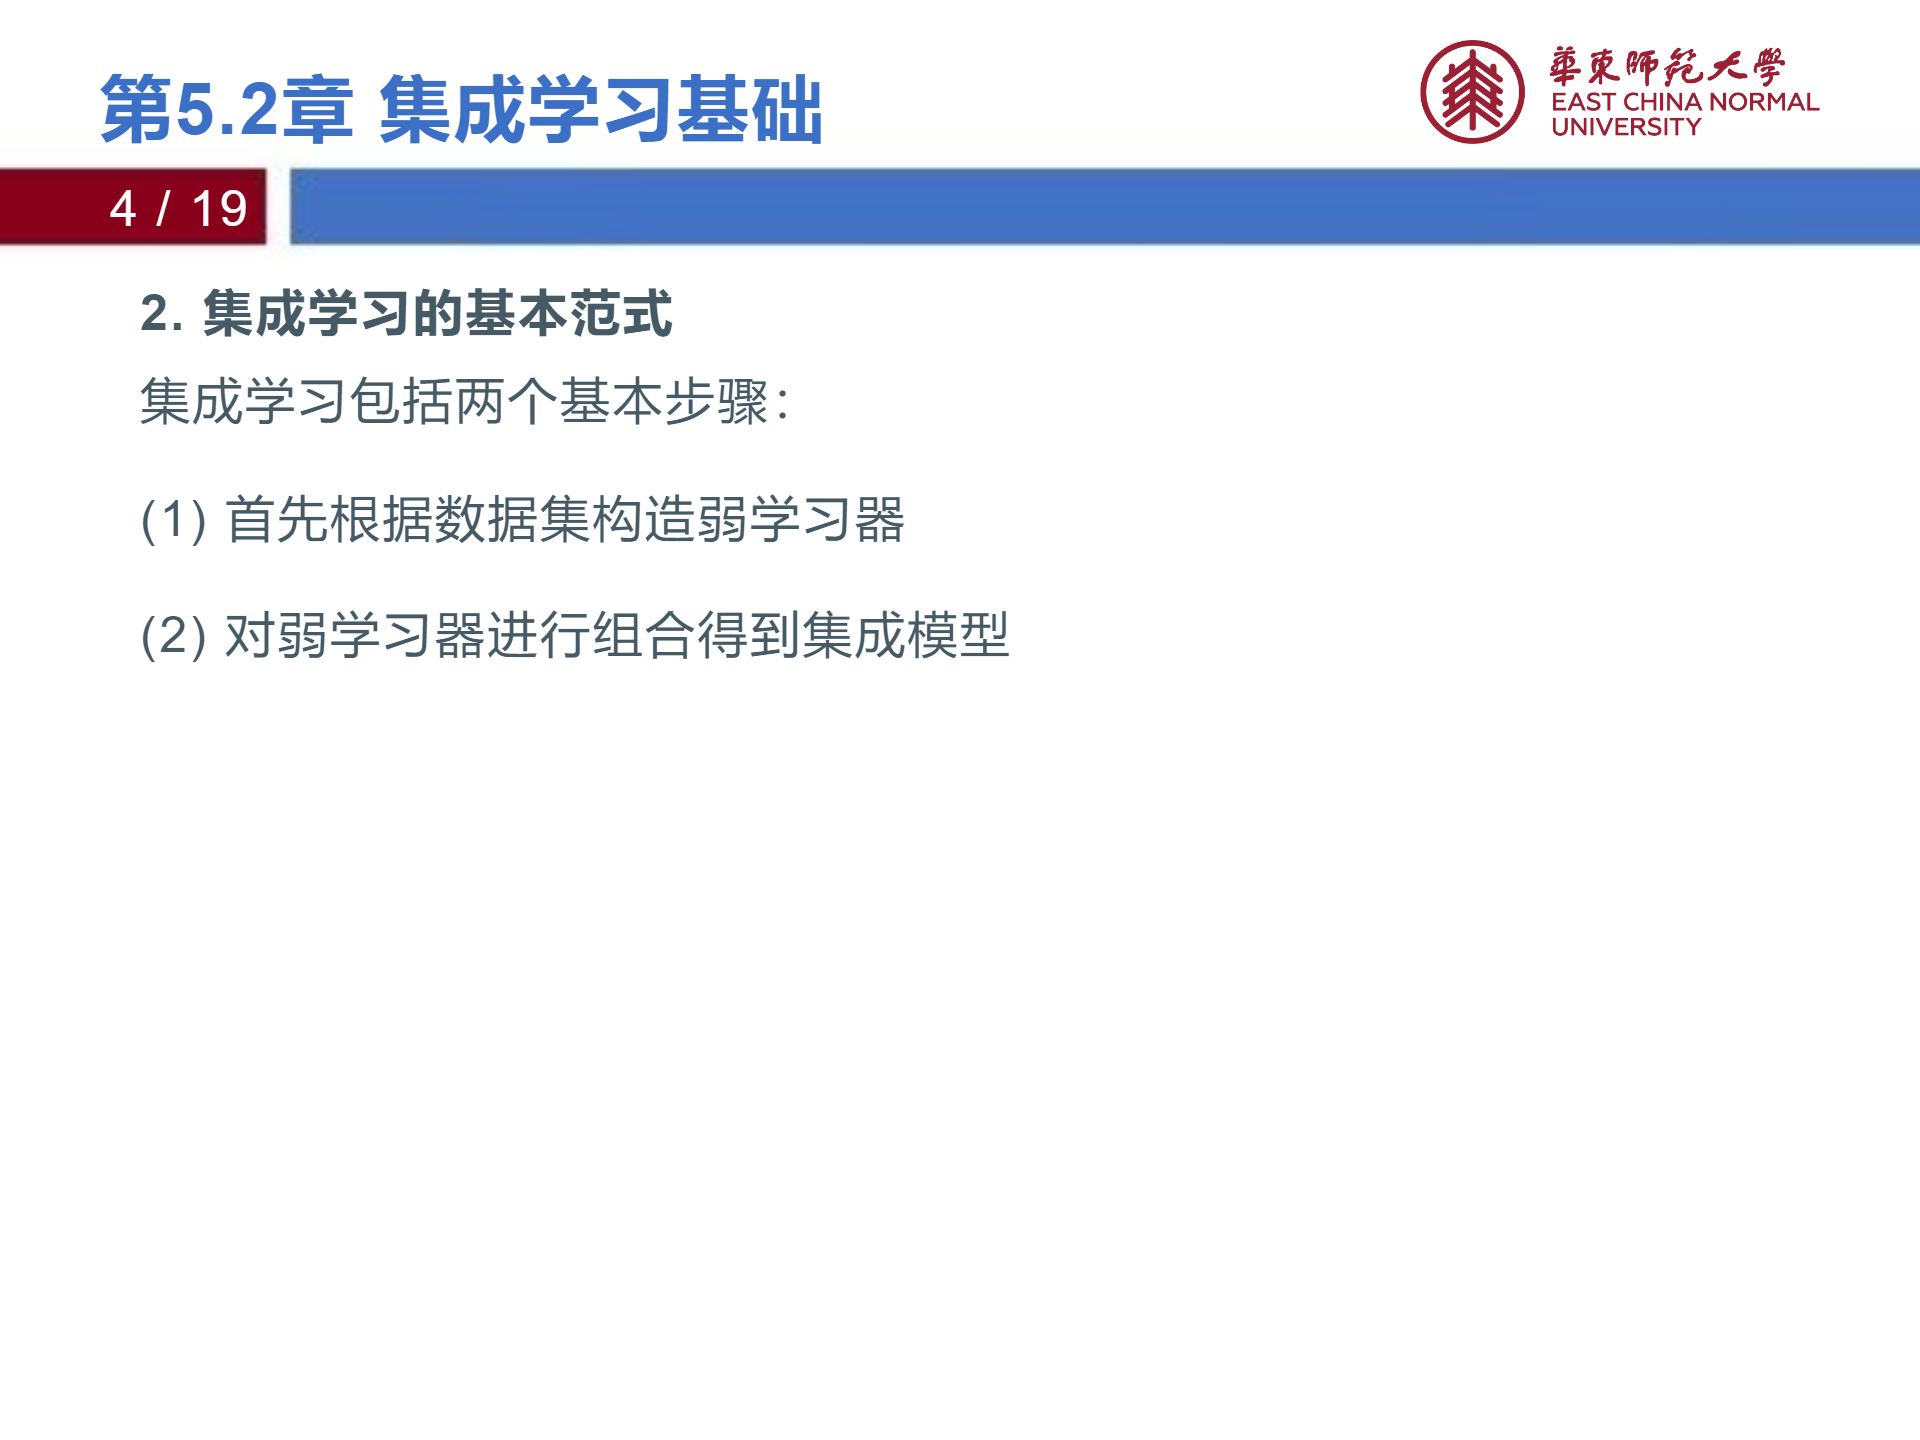 第5.2章 集成学习基础
華東師範大學
EAST CHINA NORMAL
UNIVERSITY
4 / 19
2. 集成学习的基本范式
集成学习包括两个基本步骤：
(1) 首先根据数据集构造弱学习器
(2) 对弱学习器进行组合得到集成模型